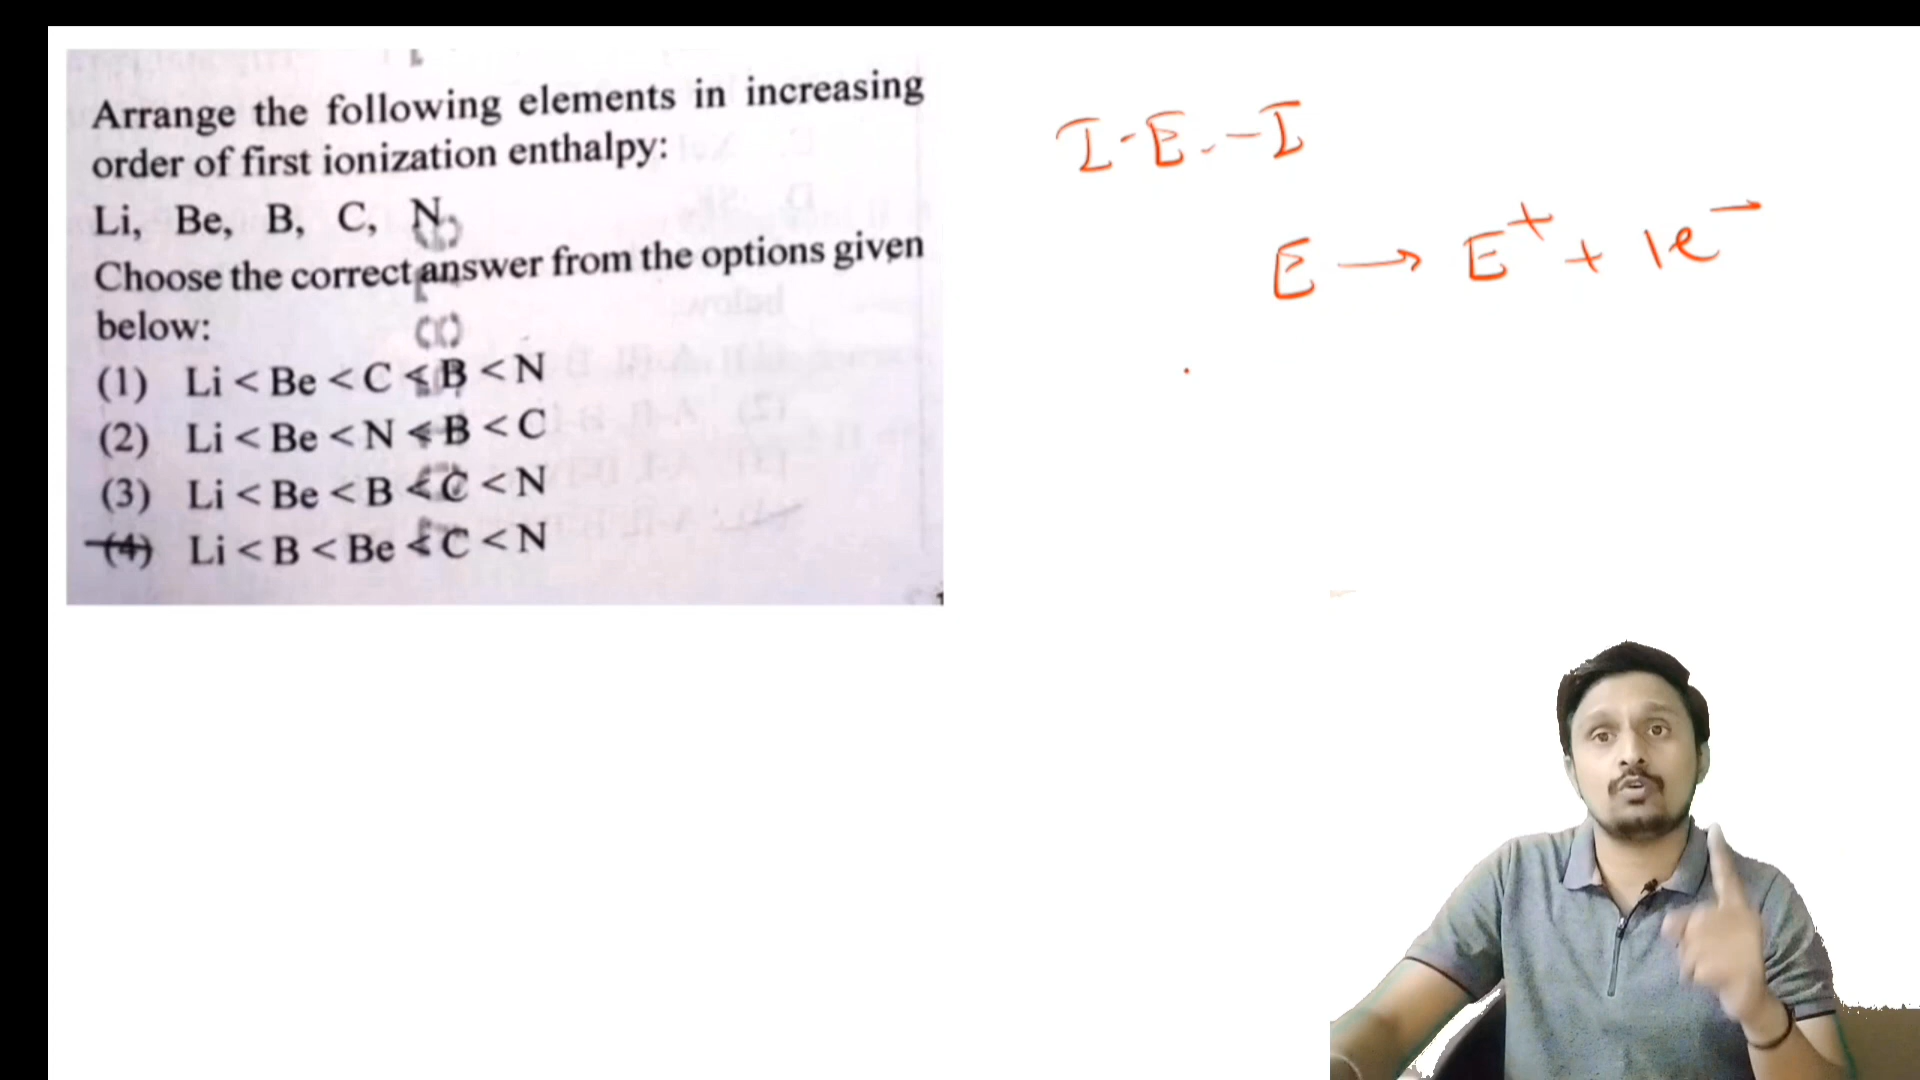 Arrange the following elements in increasing
order of first ionization enthalpy:
Li, Be, B, C, N
Choose the correct answer from the options given
below:
(1) Li < Be < C < B < N
(2) Li < Be < N < B < C
(3) Li < Be < B < C < N
(4) Li < B < Be < C < N
I.E.-I
E → E⁺ + 1e⁻